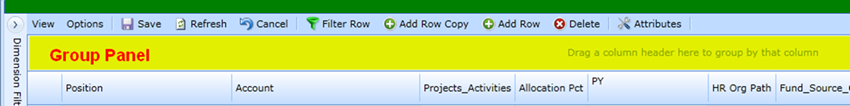 View Options Save Refresh Cancel Filter Row Add Row Copy Add Row Delete Attributes
Group Panel Drag a column header here to group by that column
Position Account Projects_Activities Allocation Pct PY HR Org Path Fund_Source_
Dimension Filt